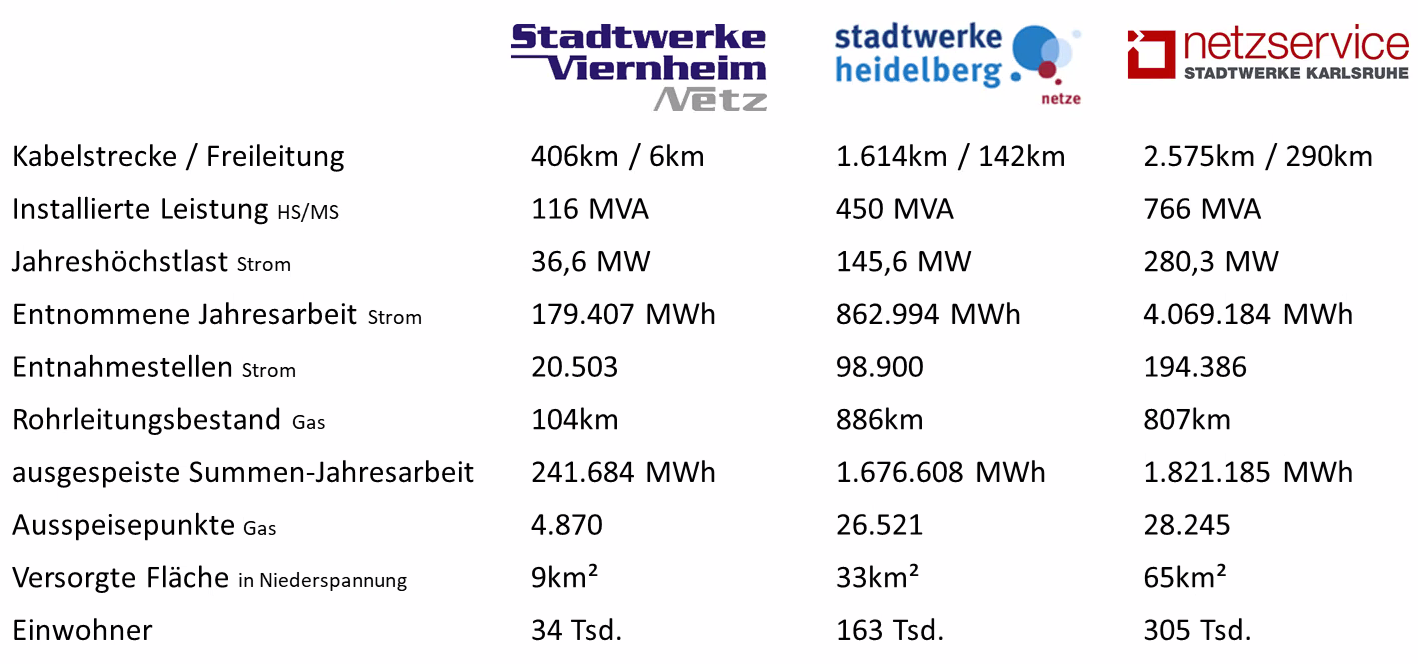 Stadtwerke
Viernheim
Netz
stadtwerke
heidelberg
netze
netzservice
STADTWERKE KARLSRUHE
Kabelstrecke / Freileitung 406km / 6km 1.614km / 142km 2.575km / 290km
Installierte Leistung HS/MS 116 MVA 450 MVA 766 MVA
Jahreshöchstlast Strom 36,6 MW 145,6 MW 280,3 MW
Entnommene Jahresarbeit Strom 179.407 MWh 862.994 MWh 4.069.184 MWh
Entnahmestellen Strom 20.503 98.900 194.386
Rohrleitungsbestand Gas 104km 886km 807km
ausgespeiste Summen-Jahresarbeit 241.684 MWh 1.676.608 MWh 1.821.185 MWh
Ausspeisepunkte Gas 4.870 26.521 28.245
Versorgte Fläche in Niederspannung 9km² 33km² 65km²
Einwohner 34 Tsd. 163 Tsd. 305 Tsd.